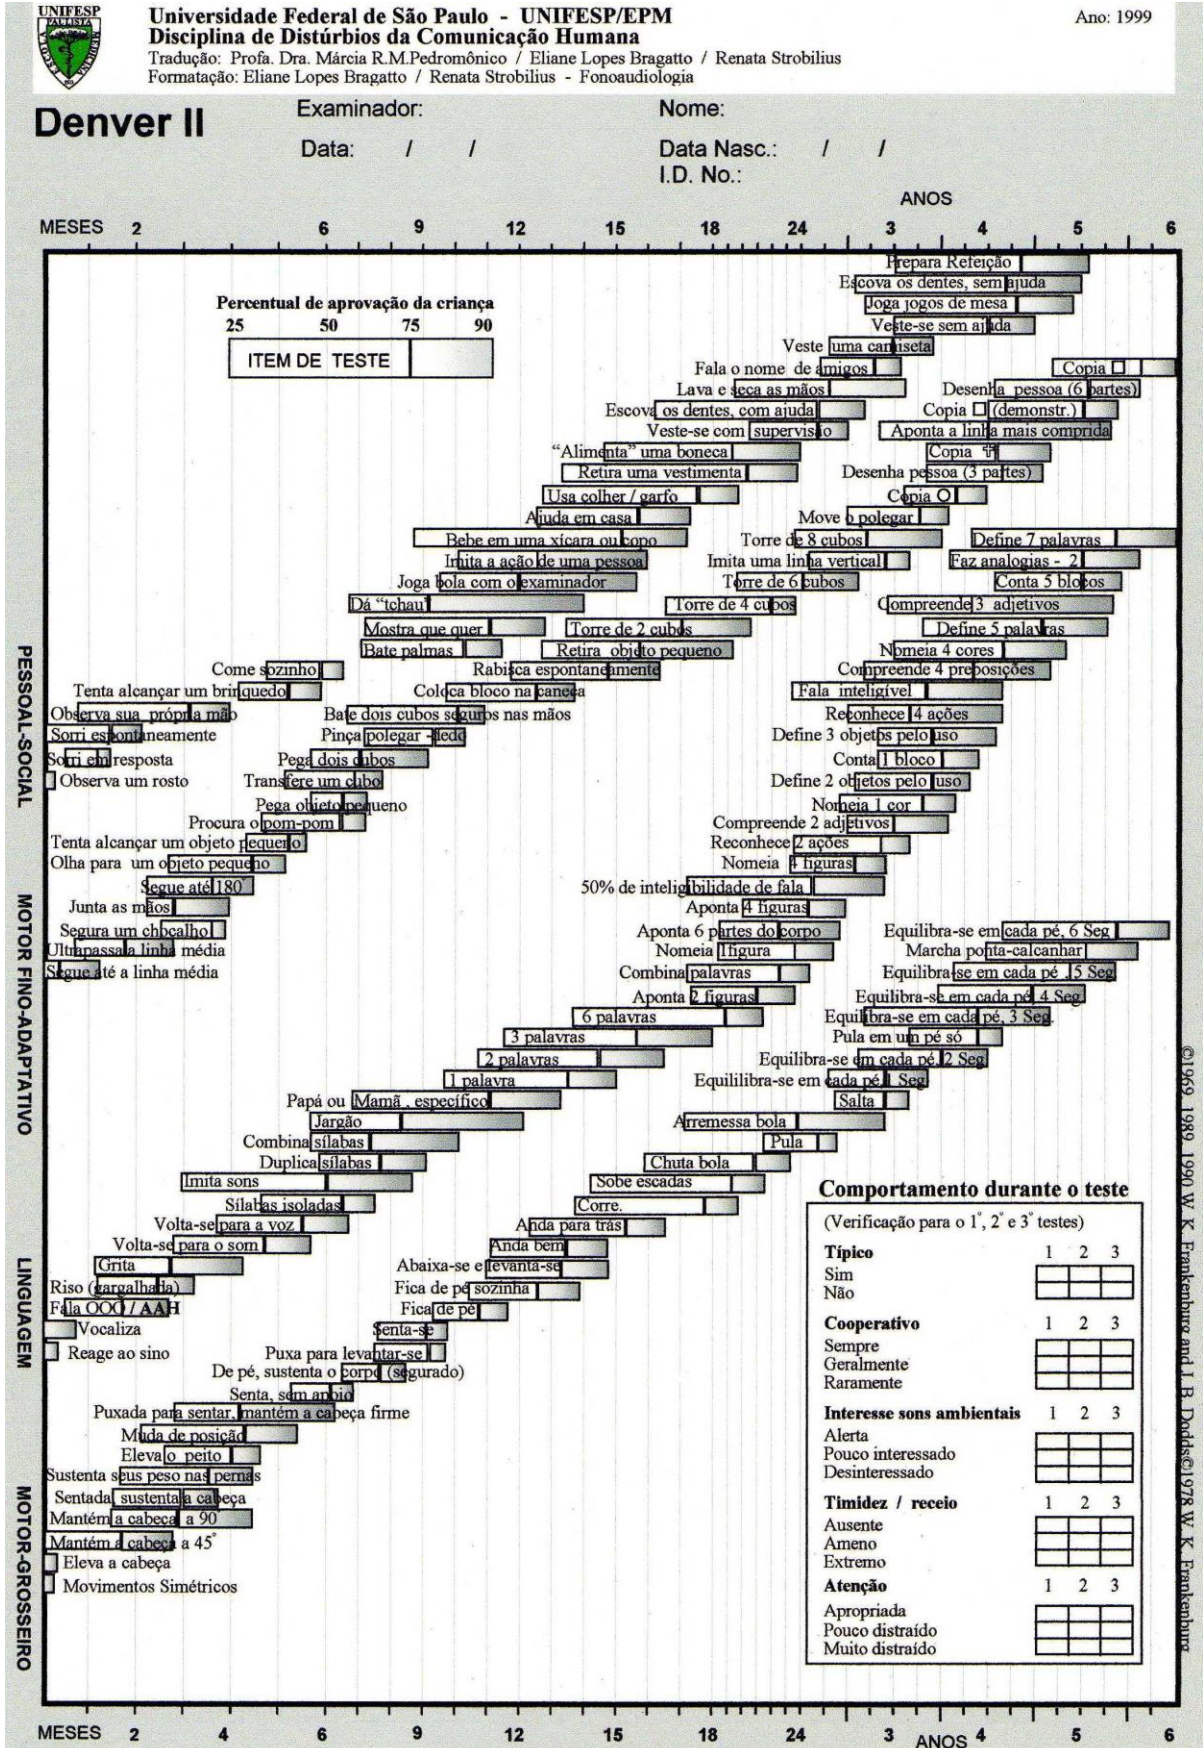 UNIFESP
PAULISTA
ESCOLA
MEDICINA
Universidade Federal de São Paulo - UNIFESP/EPM
Disciplina de Distúrbios da Comunicação Humana
Tradução: Profa. Dra. Márcia R.M.Pedromônico / Eliane Lopes Bragatto / Renata Strobilius
Formatação: Eliane Lopes Bragatto / Renata Strobilius - Fonoaudiologia
Ano: 1999
Denver II
Examinador:
Nome:
Data: / /
Data Nasc.: / /
I.D. No.:
ANOS
MESES 2 4 6 9 12 15 18 24 3 4 5 6
Percentual de aprovação da criança
25 50 75 90
ITEM DE TESTE
PESSOAL-SOCIAL
Prepara Refeição
Escova os dentes, sem ajuda
Joga jogos de mesa
Veste-se sem ajuda
Veste uma camiseta
Fala o nome de amigos
Lava e seca as mãos
Escova os dentes, com ajuda
Veste-se com supervisão
“Alimenta” uma boneca
Retira uma vestimenta
Usa colher / garfo
Ajuda em casa
Bebe em uma xícara ou copo
Imita a ação de uma pessoa
Joga bola com o examinador
Dá “tchau”
Mostra que quer
Bate palmas
Come sozinho
Tenta alcançar um brinquedo
Observa sua própria mão
Sorri espontaneamente
Sorri em resposta
Observa um rosto
MOTOR FINO-ADAPTATIVO
Copia □
Desenha pessoa (6 partes)
Copia □ (demonstr.)
Aponta a linha mais comprida
Copia ✝
Desenha pessoa (3 partes)
Copia O
Move o polegar
Torre de 8 cubos
Imita uma linha vertical
Torre de 6 cubos
Torre de 4 cubos
Torre de 2 cubos
Retira objeto pequeno
Rabisca espontaneamente
Coloca bloco na caneca
Bate dois cubos seguros nas mãos
Pinça polegar - dedo
Pega dois cubos
Transfere um cubo
Pega objeto pequeno
Procura o pom-pom
Tenta alcançar um objeto pequeno
Olha para um objeto pequeno
Segue até 180°
Junta as mãos
Segura um chocalho
Ultrapassa a linha média
Segue até a linha média
LINGUAGEM
Define 7 palavras
Faz analogias - 2
Conta 5 blocos
Compreende 3 adjetivos
Define 5 palavras
Nomeia 4 cores
Compreende 4 preposições
Fala inteligível
Reconhece 4 ações
Define 3 objetos pelo uso
Conta 1 bloco
Define 2 objetos pelo uso
Nomeia 1 cor
Compreende 2 adjetivos
Reconhece 2 ações
Nomeia 4 figuras
50% de inteligibilidade de fala
Aponta 4 figuras
Aponta 6 partes do corpo
Nomeia 1figura
Combina palavras
Aponta 2 figuras
6 palavras
3 palavras
2 palavras
1 palavra
Papá ou Mamã , específico
Jargão
Combina sílabas
Duplica sílabas
Imita sons
Sílabas isoladas
Volta-se para a voz
Volta-se para o som
Grita
Riso (gargalhada)
Fala OOO / AAH
Vocaliza
Reage ao sino
MOTOR-GROSSEIRO
Equilibra-se em cada pé, 6 Seg
Marcha ponta-calcanhar
Equilibra-se em cada pé , 5 Seg
Equilibra-se em cada pé, 4 Seg
Equilibra-se em cada pé, 3 Seg.
Pula em um pé só
Equilibra-se em cada pé, 2 Seg
Equililibra-se em cada pé, 1 Seg
Salta
Arremessa bola
Pula
Chuta bola
Sobe escadas
Corre.
Anda para trás
Anda bem
Abaixa-se e levanta-se
Fica de pé sozinha
Fica de pé
Senta-se
Puxa para levantar-se
De pé, sustenta o corpo (segurado)
Senta, sem apoio
Puxada para sentar, mantém a cabeça firme
Muda de posição
Eleva o peito
Sustenta seus peso nas pernas
Sentada, sustenta a cabeça
Mantém a cabeça a 90°
Mantém a cabeça a 45°
Eleva a cabeça
Movimentos Simétricos
Comportamento durante o teste
(Verificação para o 1°, 2° e 3° testes)
Típico 1 2 3
Sim
Não
Cooperativo 1 2 3
Sempre
Geralmente
Raramente
Interesse sons ambientais 1 2 3
Alerta
Pouco interessado
Desinteressado
Timidez / receio 1 2 3
Ausente
Ameno
Extremo
Atenção 1 2 3
Apropriada
Pouco distraído
Muito distraído
©1969, 1989, 1990 W. K. Frankenburg and J. B. Dodds©1978 W. K. Frankenburg
MESES 2 4 6 9 12 15 18 24 3 ANOS 4 5 6